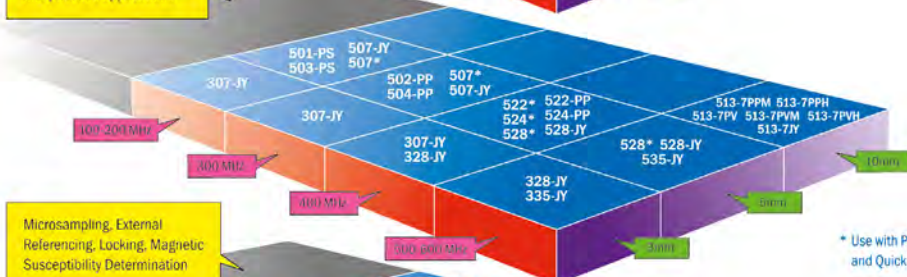 501-PS 507-JY
503-PS 507*
307-JY
502-PP 507*
504-PP 507-JY
307-JY
522* 522-PP
524* 524-PP
528* 528-JY
513-7PPM 513-7PPH
513-7PV 513-7PVM 513-7PVH
513-7JY
307-JY
328-JY
528* 528-JY
535-JY
328-JY
335-JY
100-200 MHz
300 MHz
400 MHz
500-600 MHz
3mm
5mm
10mm
Microsampling, External
Referencing, Locking, Magnetic
Susceptibility Determination
* Use with P
and Quick